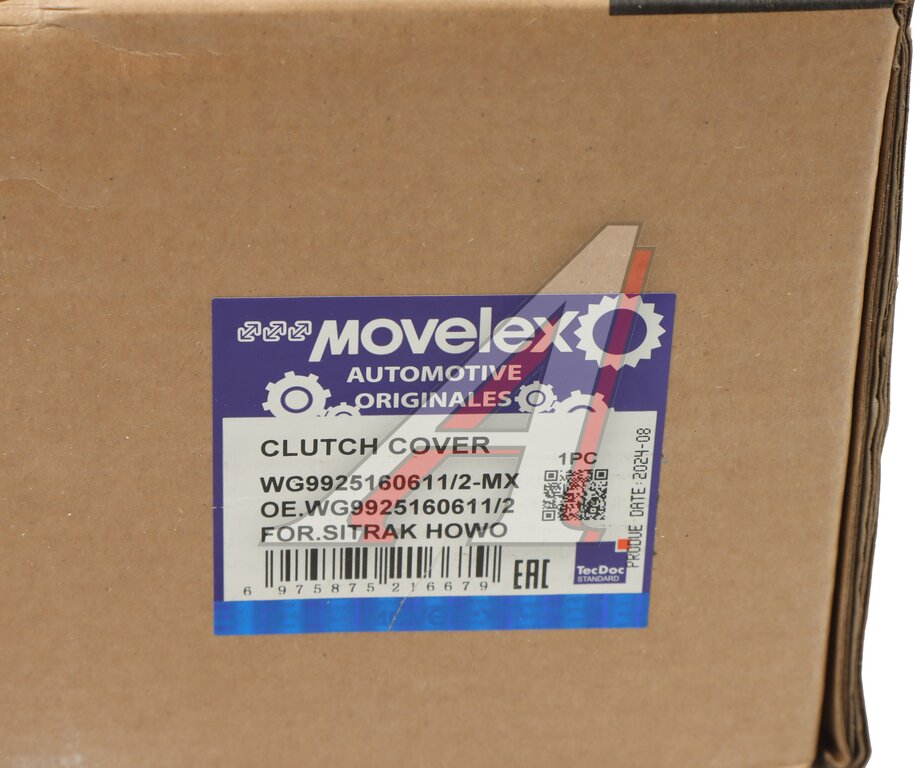 MOVELEX
AUTOMOTIVE
ORIGINALES
CLUTCH COVER
1PC
WG9925160611/2-MX
OE.WG9925160611/2
FOR.SITRAK HOWO
PRODUE DATE:2024-08
6 975875 216679
EAC
TecDoc
STANDARD
movelex